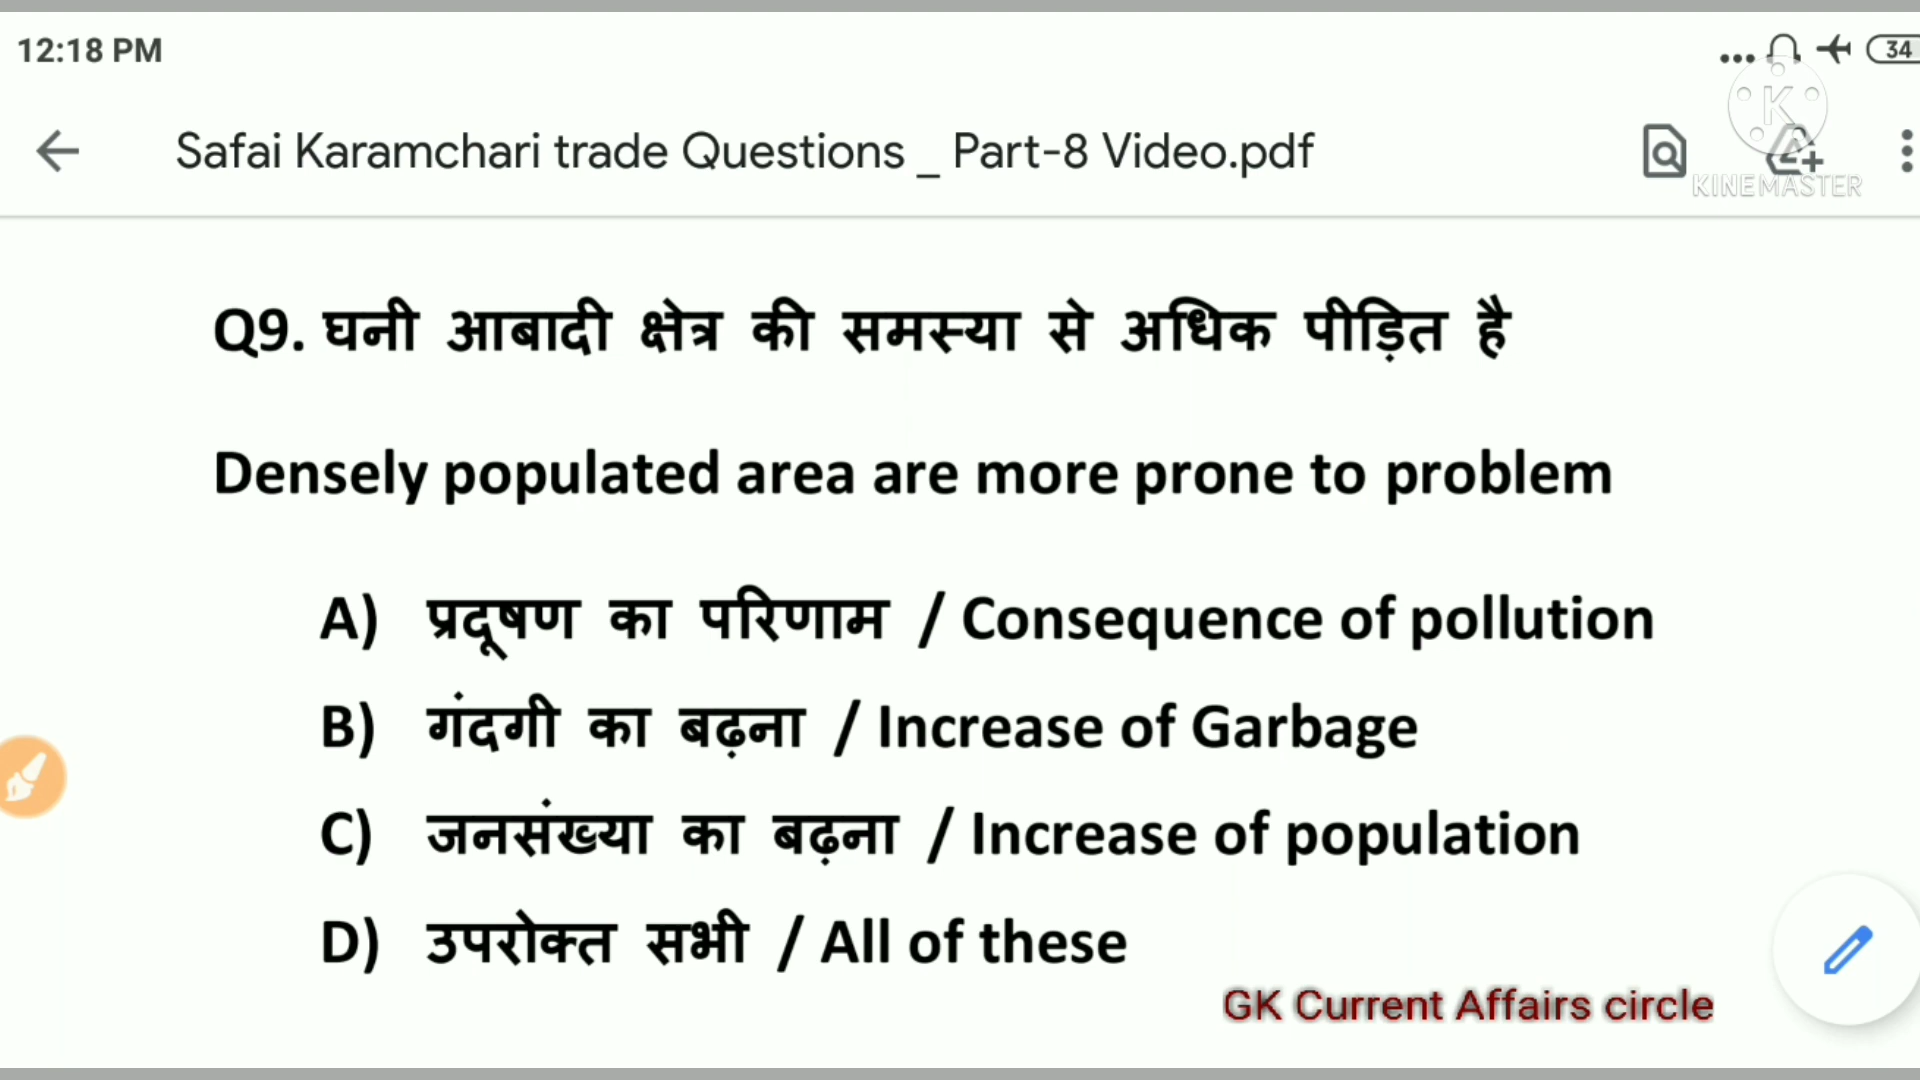 12:18 PM
34
Safai Karamchari trade Questions _ Part-8 Video.pdf
KINEMASTER
Q9. घनी आबादी क्षेत्र की समस्या से अधिक पीड़ित है
Densely populated area are more prone to problem
A) प्रदूषण का परिणाम / Consequence of pollution
B) गंदगी का बढ़ना / Increase of Garbage
C) जनसंख्या का बढ़ना / Increase of population
D) उपरोक्त सभी / All of these
GK Current Affairs circle